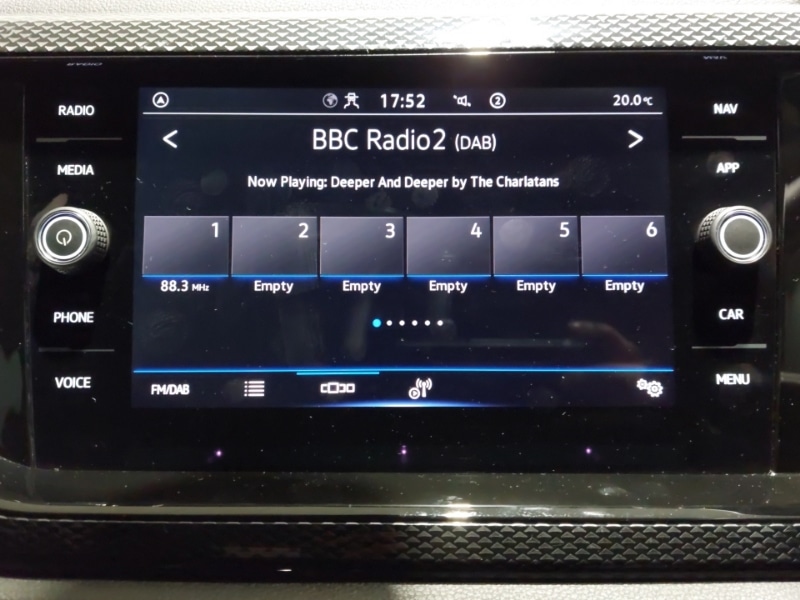 RADIO
MEDIA
PHONE
VOICE
17:52
2
20.0°C
< BBC Radio2 (DAB) >
Now Playing: Deeper And Deeper by The Charlatans
1 2 3 4 5 6
88.3 MHz Empty Empty Empty Empty Empty
FM/DAB
NAV
APP
CAR
MENU